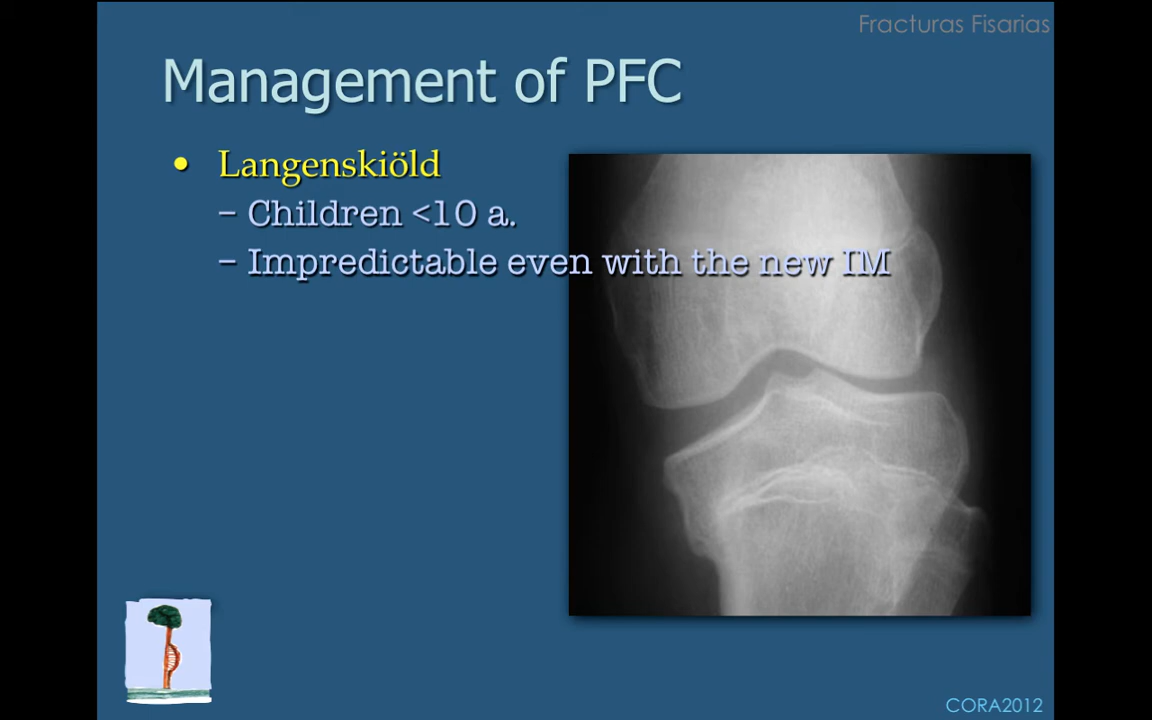 Fracturas Fisarias
Management of PFC
• Langenskiöld
– Children <10 a.
– Impredictable even with the new IM
CORA2012